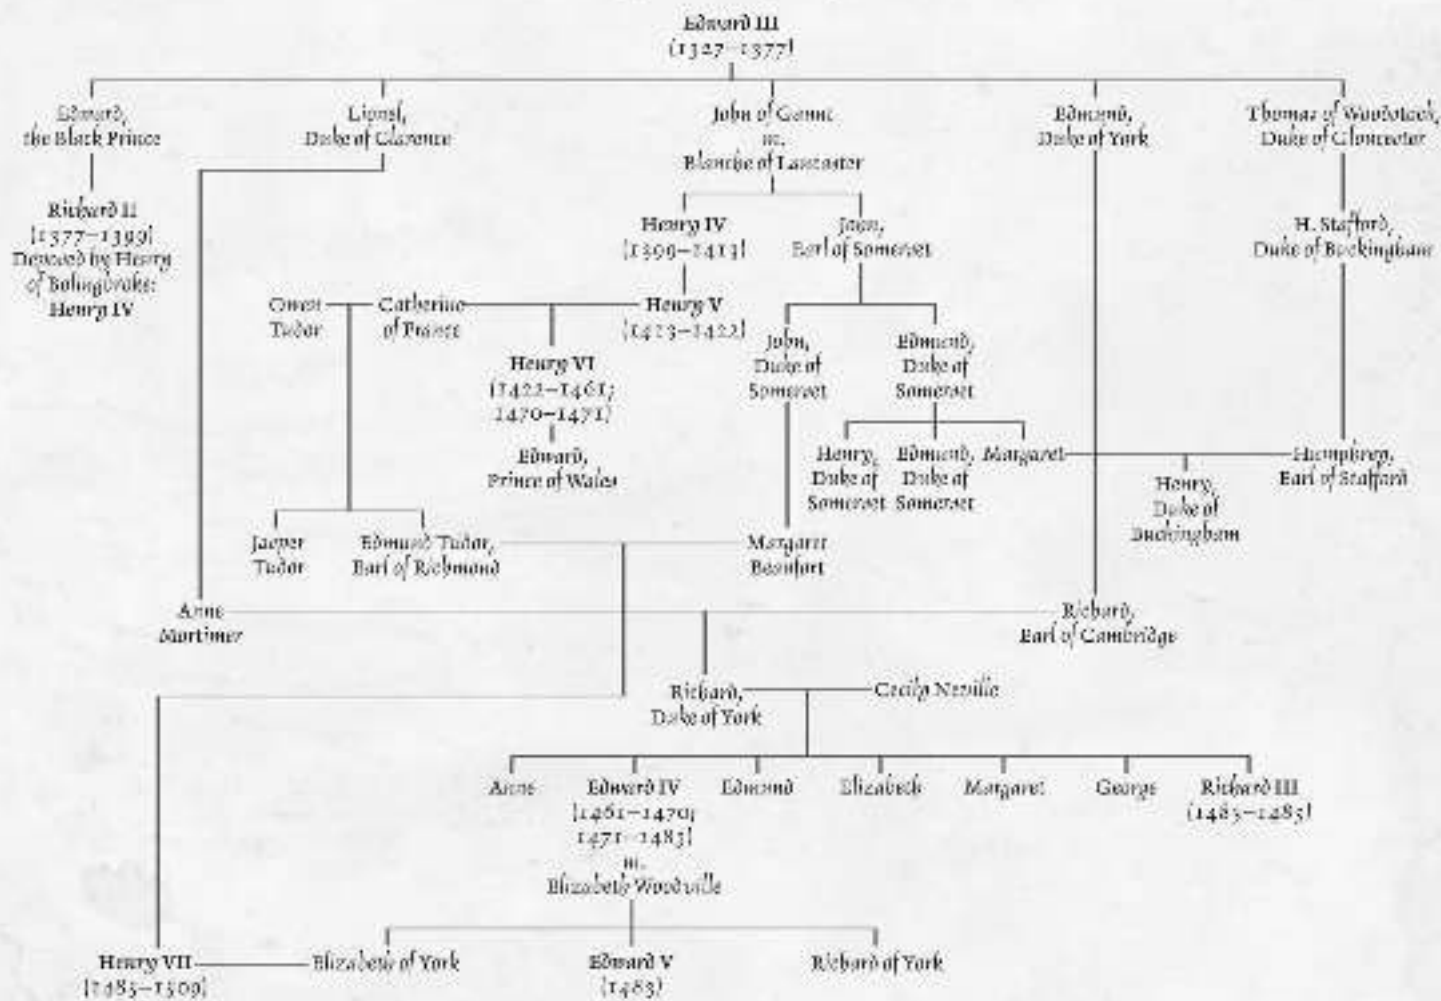 Edward III
(1327–1377)
Edward,
the Black Prince
Lionel,
Duke of Clarence
John of Gaunt
m.
Blanche of Lancaster
Edmund,
Duke of York
Thomas of Woodstock,
Duke of Gloucester
Richard II
(1377–1399)
Deposed by Henry
of Bolingbroke:
Henry IV
Henry IV
(1399–1413)
John,
Earl of Somerset
H. Stafford,
Duke of Buckingham
Owen
Tudor
Catherine
of France
Henry V
(1413–1422)
Henry VI
(1422–1461;
1470–1471)
John,
Duke of
Somerset
Edmund,
Duke of
Somerset
Edward,
Prince of Wales
Henry,
Duke of
Somerset
Edmund,
Duke of
Somerset
Margaret
Henry,
Duke of
Buckingham
Humphrey,
Earl of Stafford
Jasper
Tudor
Edmund Tudor,
Earl of Richmond
Margaret
Beaufort
Anne
Mortimer
Richard,
Earl of Cambridge
Richard,
Duke of York
Cecily Neville
Anne
Edward IV
(1461–1470;
1471–1483)
m.
Elizabeth Woodville
Edmund
Elizabeth
Margaret
George
Richard III
(1483–1485)
Henry VII
(1485–1509)
Elizabeth of York
Edward V
(1483)
Richard of York